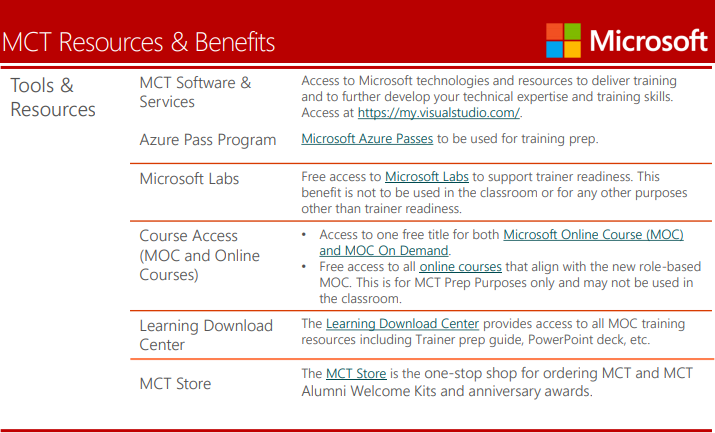 MCT Resources & Benefits
Microsoft
Tools &
Resources
MCT Software &
Services
Access to Microsoft technologies and resources to deliver training
and to further develop your technical expertise and training skills.
Access at https://my.visualstudio.com/.
Azure Pass Program
Microsoft Azure Passes to be used for training prep.
Microsoft Labs
Free access to Microsoft Labs to support trainer readiness. This
benefit is not to be used in the classroom or for any other purposes
other than trainer readiness.
Course Access
(MOC and Online
Courses)
• Access to one free title for both Microsoft Online Course (MOC)
and MOC On Demand.
• Free access to all online courses that align with the new role-based
MOC. This is for MCT Prep Purposes only and may not be used in
the classroom.
Learning Download
Center
The Learning Download Center provides access to all MOC training
resources including Trainer prep guide, PowerPoint deck, etc.
MCT Store
The MCT Store is the one-stop shop for ordering MCT and MCT
Alumni Welcome Kits and anniversary awards.